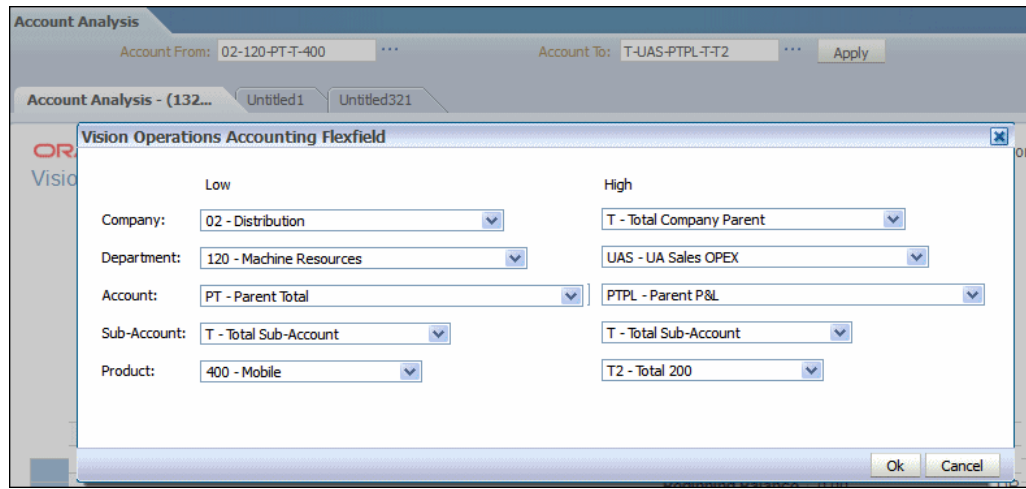 Account Analysis
Account From: 02-120-PT-T-400 ... Account To: T-UAS-PTPL-T-T2 ... Apply
Account Analysis - (132... Untitled1 Untitled321
Vision Operations Accounting Flexfield
Low High
Company: 02 - Distribution T - Total Company Parent
Department: 120 - Machine Resources UAS - UA Sales OPEX
Account: PT - Parent Total PTPL - Parent P&L
Sub-Account: T - Total Sub-Account T - Total Sub-Account
Product: 400 - Mobile T2 - Total 200
Ok Cancel